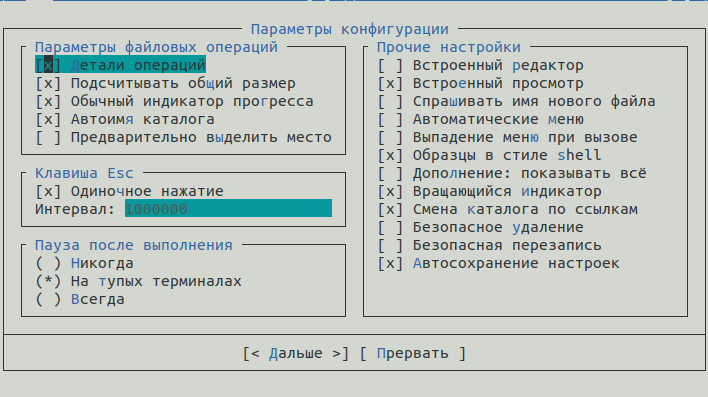 Параметры конфигурации
Параметры файловых операций
[x] Детали операций
[x] Подсчитывать общий размер
[x] Обычный индикатор прогресса
[x] Автоимя каталога
[ ] Предварительно выделить место
Клавиша Esc
[x] Одиночное нажатие
Интервал: 1000000
Пауза после выполнения
( ) Никогда
(*) На тупых терминалах
( ) Всегда
Прочие настройки
[ ] Встроенный редактор
[x] Встроенный просмотр
[ ] Спрашивать имя нового файла
[ ] Автоматические меню
[ ] Выпадение меню при вызове
[x] Образцы в стиле shell
[ ] Дополнение: показывать всё
[x] Вращающийся индикатор
[x] Смена каталога по ссылкам
[ ] Безопасное удаление
[ ] Безопасная перезапись
[x] Автосохранение настроек
[< Дальше >] [ Прервать ]